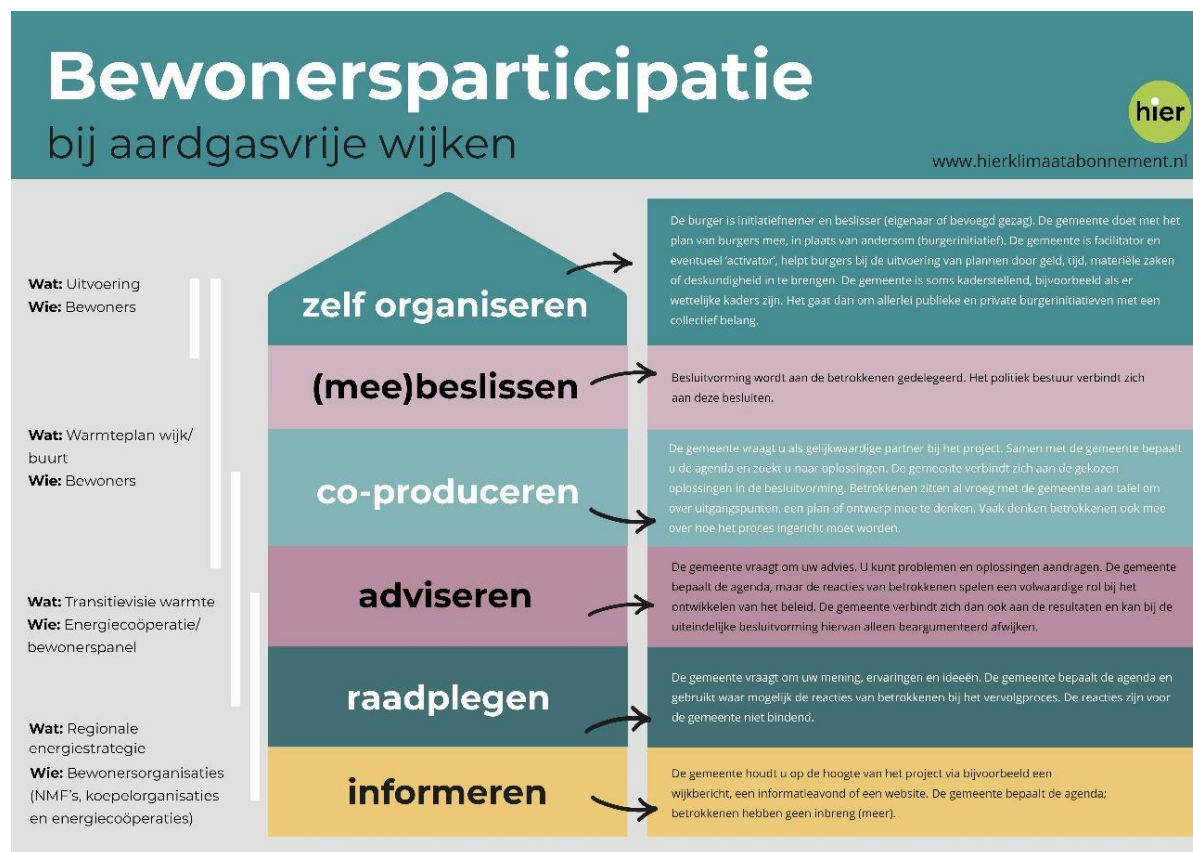 Bewonersparticipatie
bij aardgasvrije wijken
hier
www.hierklimaatabonnement.nl
Wat: Uitvoering
Wie: Bewoners
Wat: Warmteplan wijk/
buurt
Wie: Bewoners
Wat: Transitievisie warmte
Wie: Energiecoöperatie/
bewonerspanel
Wat: Regionale
energiestrategie
Wie: Bewonersorganisaties
(NMF's, koepelorganisaties
en energiecoöperaties)
zelf organiseren
De burger is initiatiefnemer en beslisser (eigenaar of bevoegd gezag). De gemeente doet met het
plan van burgers mee, in plaats van andersom (burgerinitiatief). De gemeente is facilitator en
eventueel 'activator', helpt burgers bij de uitvoering van plannen door geld, tijd, materiële zaken
of deskundigheid in te brengen. De gemeente is soms kaderstellend, bijvoorbeeld als er
wettelijke kaders zijn. Het gaat dan om allerlei publieke en private burgerinitiatieven met een
collectief belang.
(mee)beslissen
Besluitvorming wordt aan de betrokkenen gedelegeerd. Het politiek bestuur verbindt zich
aan deze besluiten.
co-produceren
De gemeente vraagt u als gelijkwaardige partner bij het project. Samen met de gemeente bepaalt
u de agenda en zoekt u naar oplossingen. De gemeente verbindt zich aan de gekozen
oplossingen in de besluitvorming. Betrokkenen zitten al vroeg met de gemeente aan tafel om
over uitgangspunten, een plan of ontwerp mee te denken. Vaak denken betrokkenen ook mee
over hoe het proces ingericht moet worden.
adviseren
De gemeente vraagt om uw advies. U kunt problemen en oplossingen aandragen. De gemeente
bepaalt de agenda, maar de reacties van betrokkenen spelen een volwaardige rol bij het
ontwikkelen van het beleid. De gemeente verbindt zich dan ook aan de resultaten en kan bij de
uiteindelijke besluitvorming hiervan alleen beargumenteerd afwijken.
raadplegen
De gemeente vraagt om uw mening, ervaringen en ideeën. De gemeente bepaalt de agenda en
gebruikt waar mogelijk de reacties van betrokkenen bij het vervolgproces. De reacties zijn voor
de gemeente niet bindend.
informeren
De gemeente houdt u op de hoogte van het project via bijvoorbeeld een
wijkbericht, een informatieavond of een website. De gemeente bepaalt de agenda;
betrokkenen hebben geen inbreng (meer).